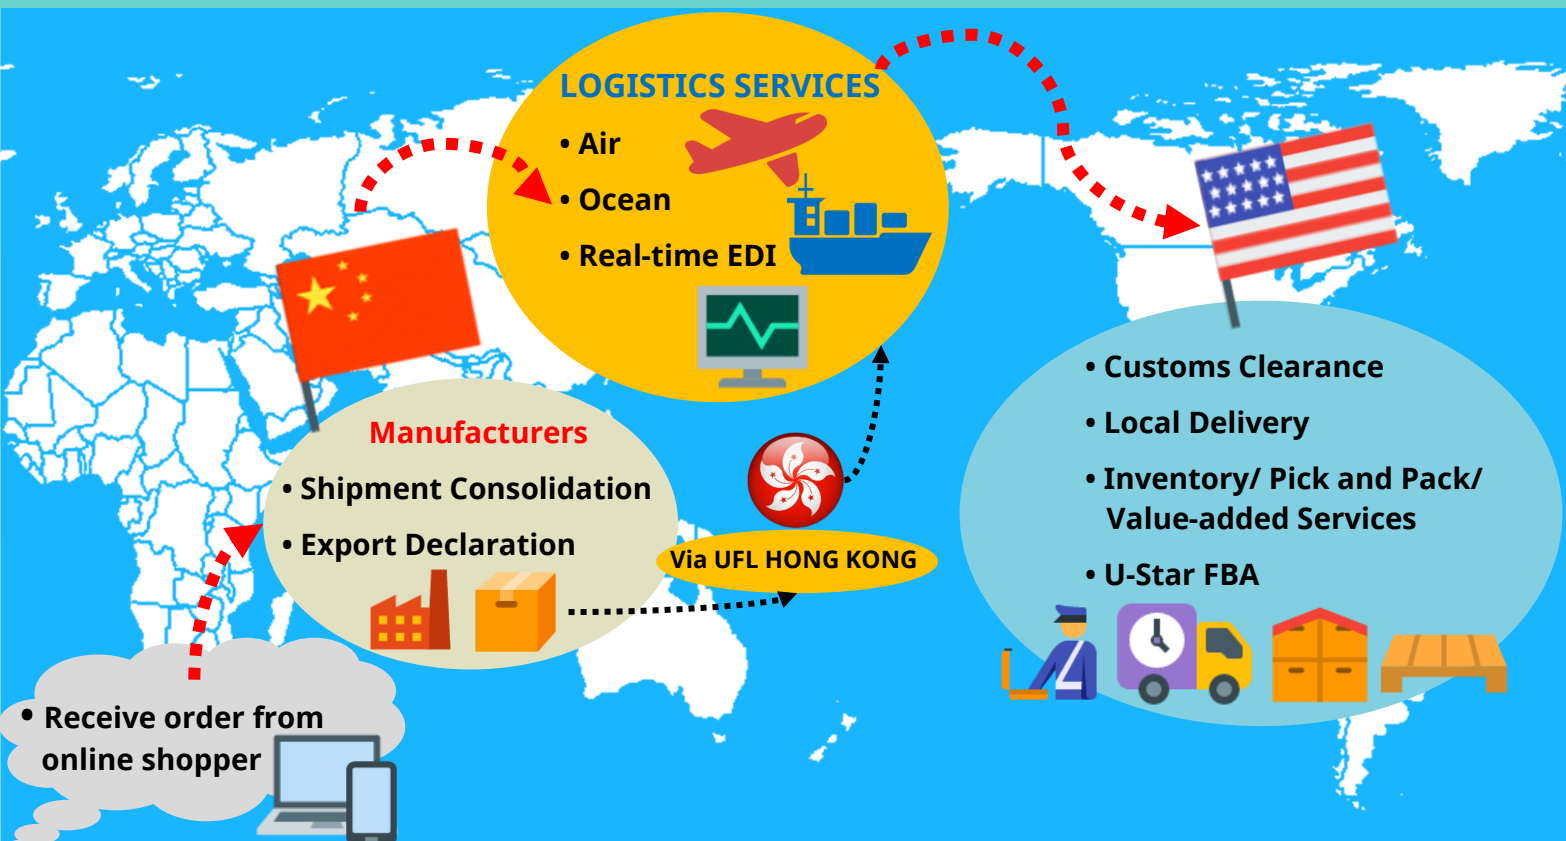 LOGISTICS SERVICES
• Air
• Ocean
• Real-time EDI
Manufacturers
• Shipment Consolidation
• Export Declaration
Via UFL HONG KONG
• Receive order from
online shopper
• Customs Clearance
• Local Delivery
• Inventory/ Pick and Pack/
Value-added Services
• U-Star FBA